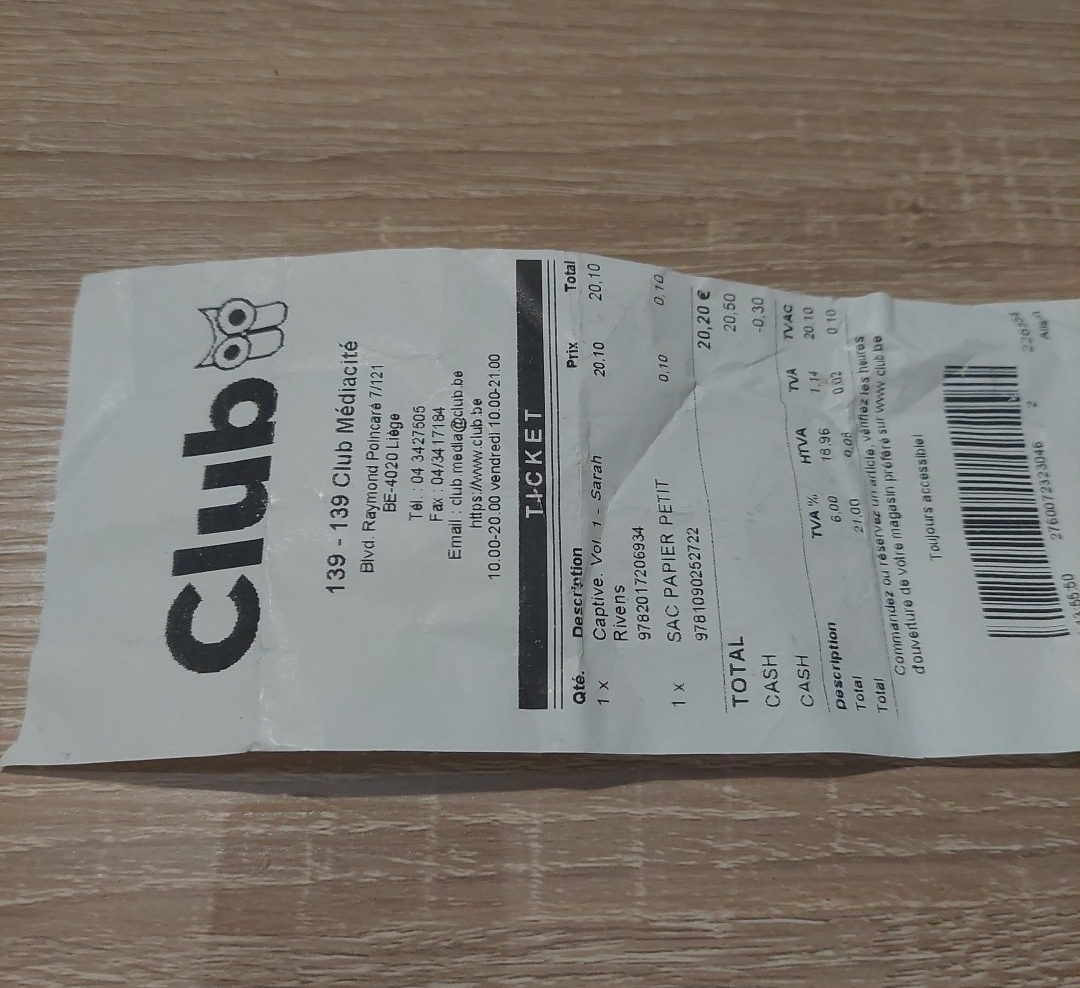 Club
139 - 139 Club Médiacité
Blvd. Raymond Poincaré 7/121
BE-4020 Liège
Tél. : 04 3427505
Fax : 04/3417184
Email : club.media@club.be
https://www.club.be
10.00-20.00 vendredi 10.00-21.00
TICKET
Qté. Description Prix Total
1 x Captive. Vol. 1 - Sarah 20,10 20,10
Rivens
9782017206934
1 x SAC PAPIER PETIT 0,10 0,10
9781090252722
TOTAL 20,20 €
CASH 20,50
CASH -0,30
Description TVA % HTVA TVA TVAC
Total 6,00 18,96 1,14 20,10
Total 21,00 0,08 0,02 0,10
Commandez ou réservez un article, vérifiez les heures
d'ouverture de votre magasin préféré sur www.club.be
Toujours accessible!
2760072323046 2